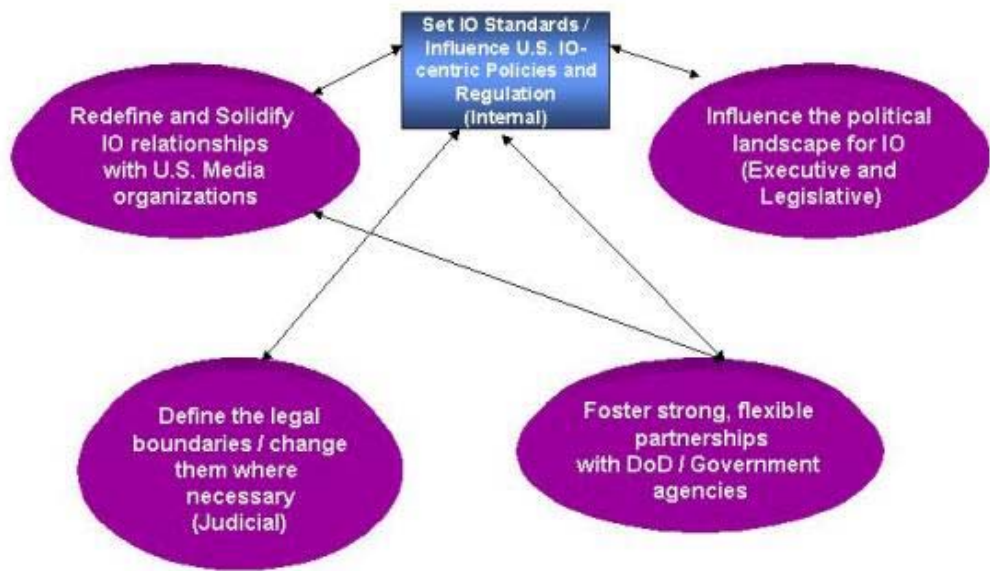 Set IO Standards /
Influence U.S. IO-
centric Policies and
Regulation
(Internal)
Redefine and Solidify
IO relationships
with U.S. Media
organizations
Influence the political
landscape for IO
(Executive and
Legislative)
Define the legal
boundaries / change
them where
necessary
(Judicial)
Foster strong, flexible
partnerships
with DoD / Government
agencies